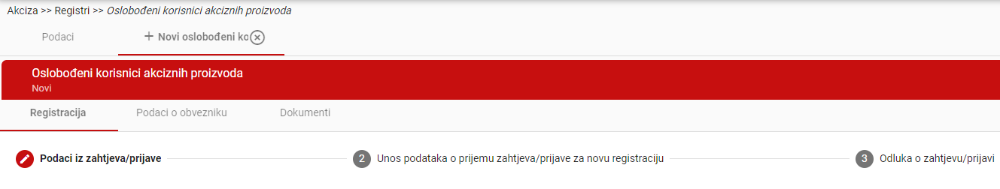 Akciza >> Registri >> Oslobođeni korisnici akciznih proizvoda
Podaci + Novi oslobođeni ko
Oslobođeni korisnici akciznih proizvoda
Novi
Registracija Podaci o obvezniku Dokumenti
Podaci iz zahtjeva/prijave 2 Unos podataka o prijemu zahtjeva/prijave za novu registraciju 3 Odluka o zahtjevu/prijavi